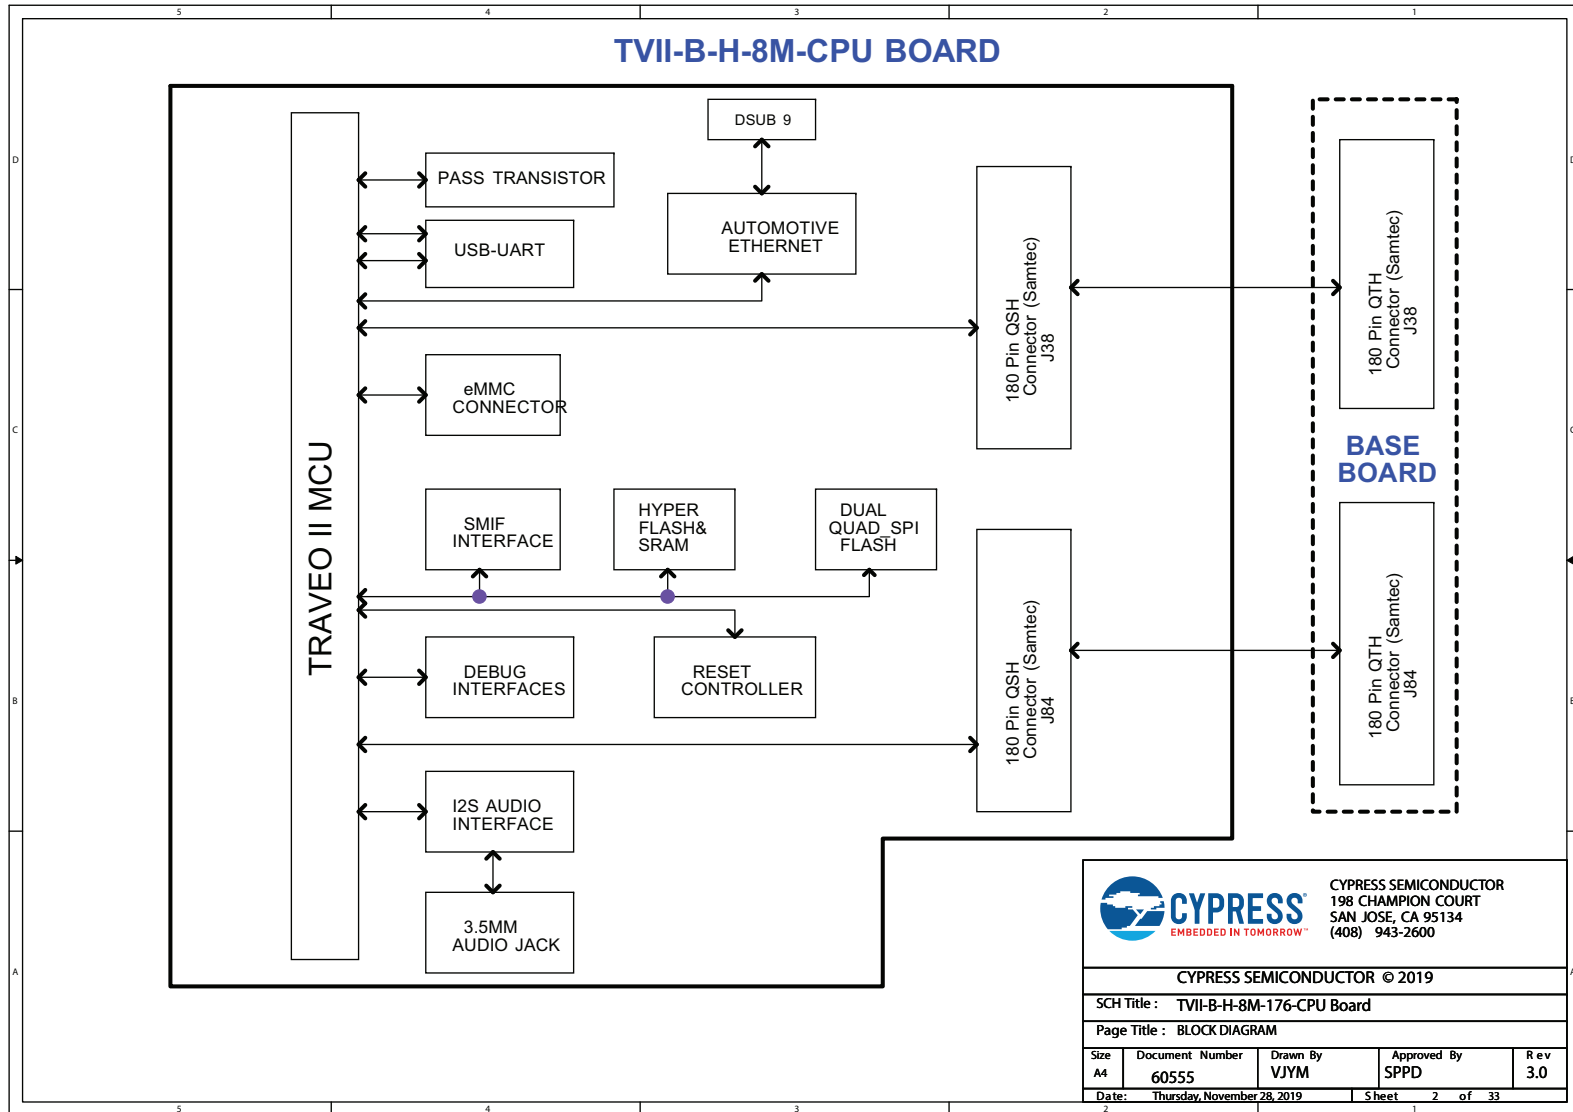 5 4 3 2 1
TVII-B-H-8M-CPU BOARD
DSUB 9
PASS TRANSISTOR
AUTOMOTIVE
ETHERNET
USB-UART
180 Pin QSH
Connector (Samtec)
J38
180 Pin QTH
Connector (Samtec)
J38
eMMC
CONNECTOR
BASE
BOARD
TRAVEO II MCU
SMIF
INTERFACE
HYPER
FLASH&
SRAM
DUAL
QUAD_SPI
FLASH
180 Pin QSH
Connector (Samtec)
J84
180 Pin QTH
Connector (Samtec)
J84
DEBUG
INTERFACES
RESET
CONTROLLER
I2S AUDIO
INTERFACE
3.5MM
AUDIO JACK
D
C
B
A
CYPRESS®
EMBEDDED IN TOMORROW™
CYPRESS SEMICONDUCTOR
198 CHAMPION COURT
SAN JOSE, CA 95134
(408) 943-2600
CYPRESS SEMICONDUCTOR © 2019
SCH Title : TVII-B-H-8M-176-CPU Board
Page Title : BLOCK DIAGRAM
Size Document Number Drawn By Approved By Rev
A4 60555 VJYM SPPD 3.0
Date: Thursday, November 28, 2019 Sheet 2 of 33
5 4 3 2 1